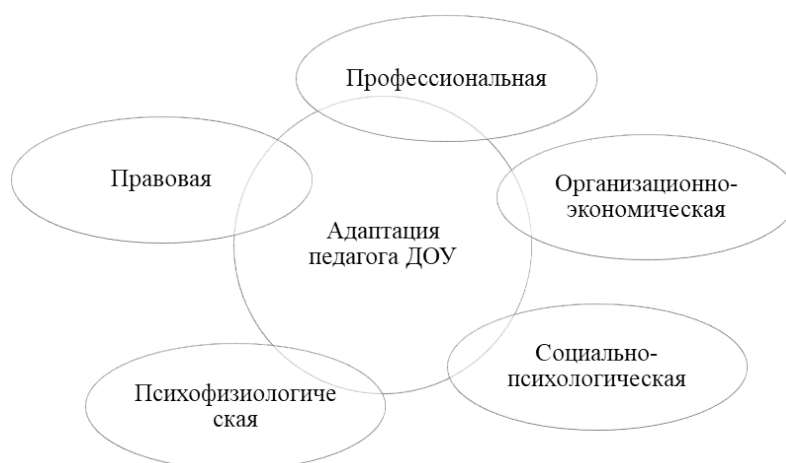 Профессиональная
Правовая
Организационно-
экономическая
Адаптация
педагога ДОУ
Социально-
психологическая
Психофизиологиче
ская